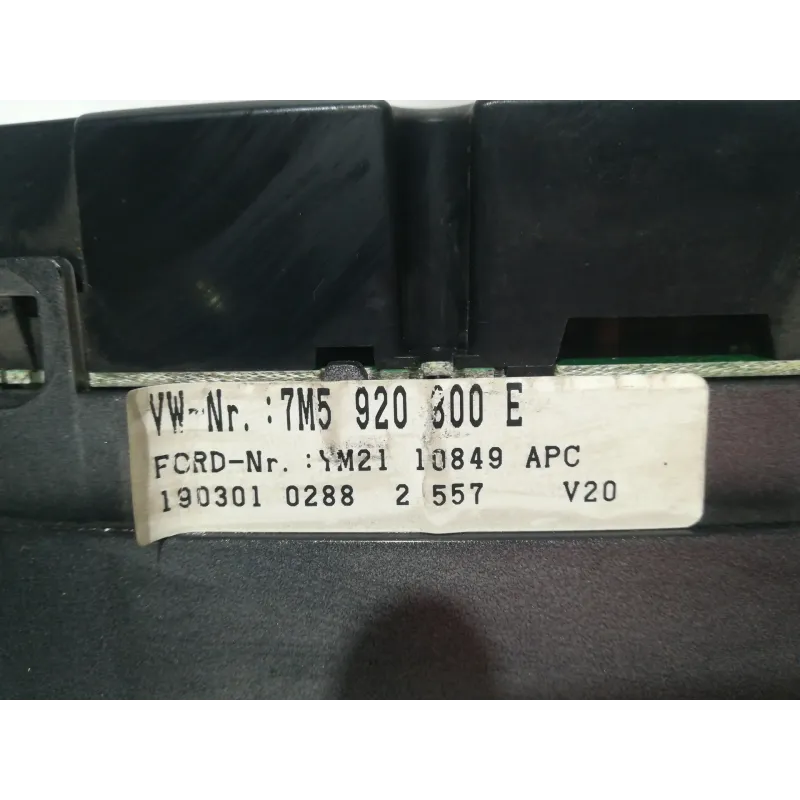 VW-Nr.:7M5 920 800 E
FORD-Nr.:YM21 10849 APC
190301 0288 2 557 V20